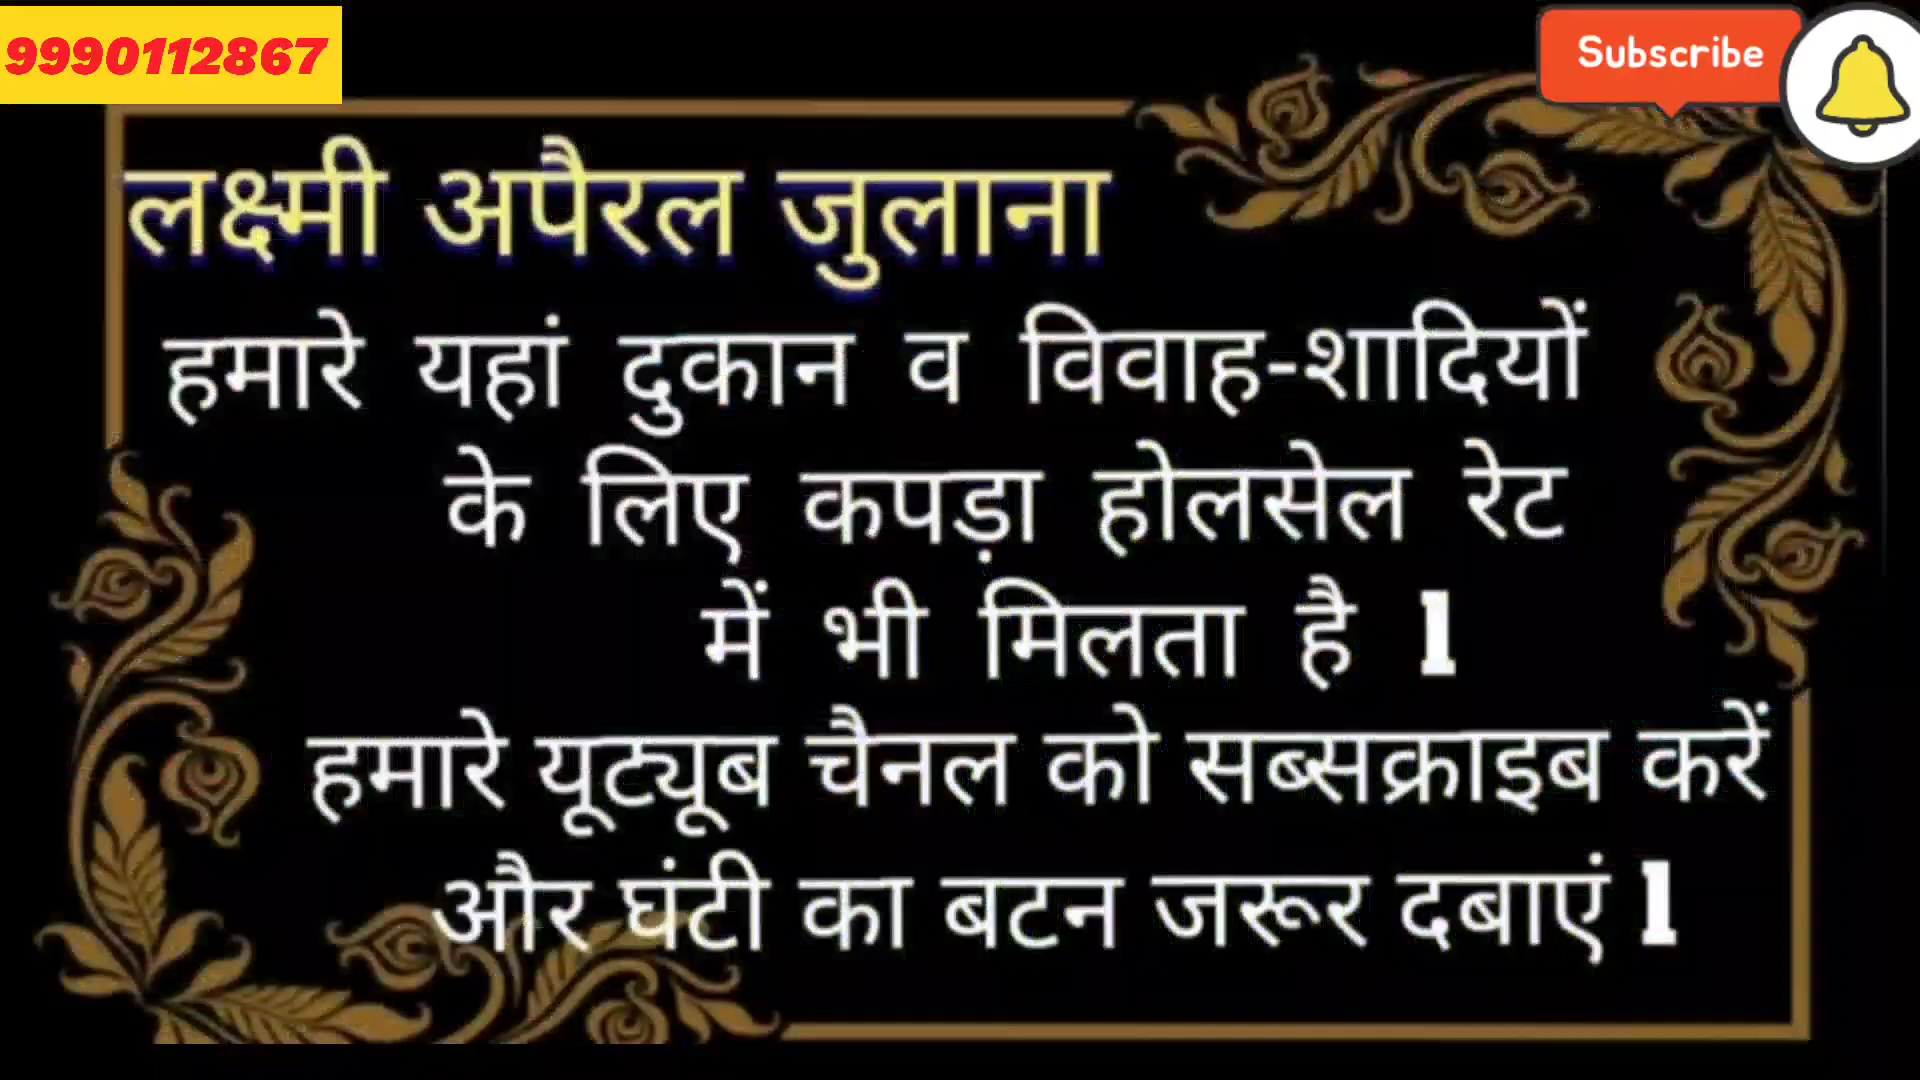 9990112867
Subscribe
लक्ष्मी अपैरल जुलाना
हमारे यहां दुकान व विवाह-शादियों
के लिए कपड़ा होलसेल रेट
में भी मिलता है l
हमारे यूट्यूब चैनल को सब्सक्राइब करें
और घंटी का बटन जरूर दबाएं l